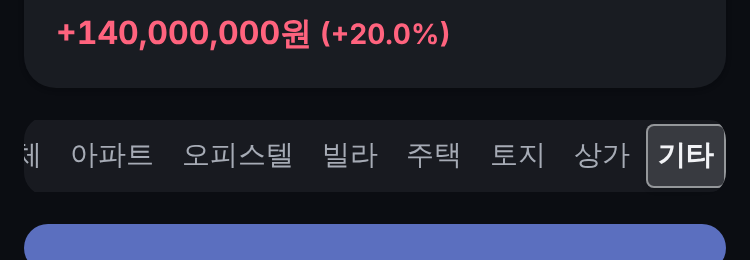 +140,000,000원 (+20.0%)
아파트 오피스텔 빌라 주택 토지 상가 기타